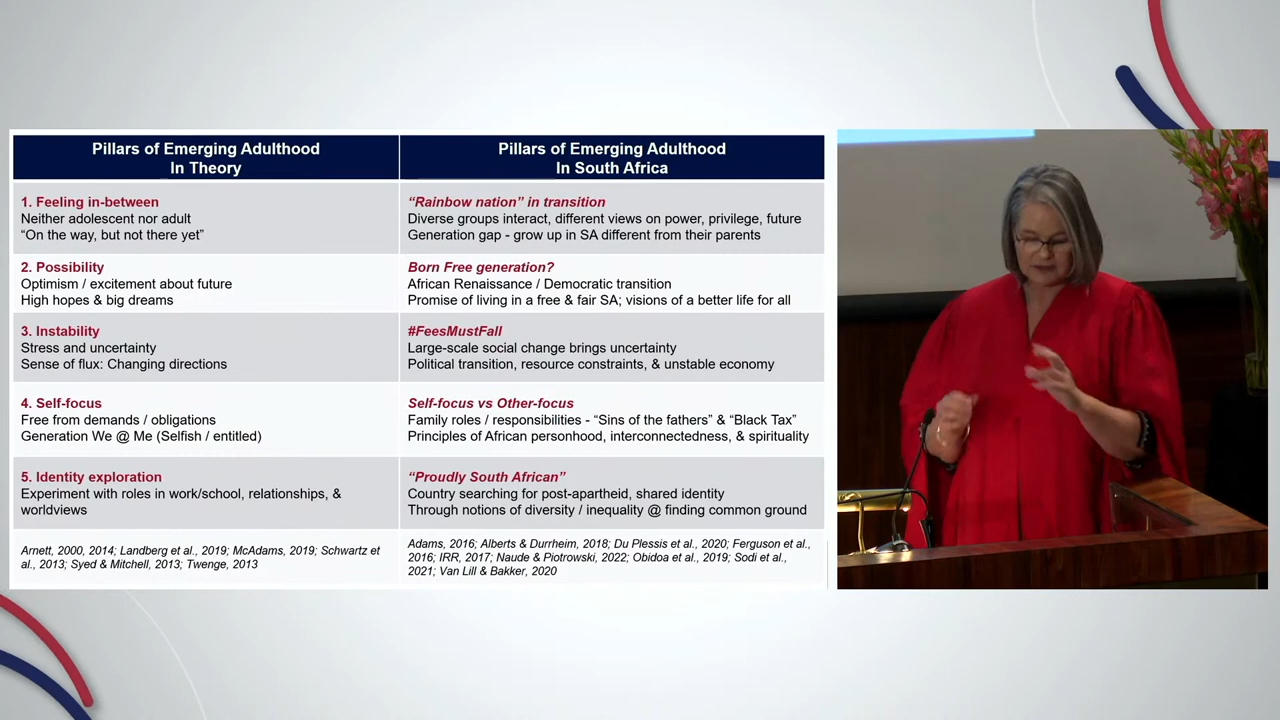 Pillars of Emerging Adulthood
In Theory
Pillars of Emerging Adulthood
In South Africa
1. Feeling in-between
Neither adolescent nor adult
“On the way, but not there yet”
“Rainbow nation” in transition
Diverse groups interact, different views on power, privilege, future
Generation gap - grow up in SA different from their parents
2. Possibility
Optimism / excitement about future
High hopes & big dreams
Born Free generation?
African Renaissance / Democratic transition
Promise of living in a free & fair SA; visions of a better life for all
3. Instability
Stress and uncertainty
Sense of flux: Changing directions
#FeesMustFall
Large-scale social change brings uncertainty
Political transition, resource constraints, & unstable economy
4. Self-focus
Free from demands / obligations
Generation We @ Me (Selfish / entitled)
Self-focus vs Other-focus
Family roles / responsibilities - “Sins of the fathers” & “Black Tax”
Principles of African personhood, interconnectedness, & spirituality
5. Identity exploration
Experiment with roles in work/school, relationships, &
worldviews
“Proudly South African”
Country searching for post-apartheid, shared identity
Through notions of diversity / inequality @ finding common ground
Arnett, 2000, 2014; Landberg et al., 2019; McAdams, 2019; Schwartz et
al., 2013; Syed & Mitchell, 2013; Twenge, 2013
Adams, 2016; Alberts & Durrheim, 2018; Du Plessis et al., 2020; Ferguson et al.,
2016; IRR, 2017; Naude & Piotrowski, 2022; Obidoa et al., 2019; Sodi et al.,
2021; Van Lill & Bakker, 2020